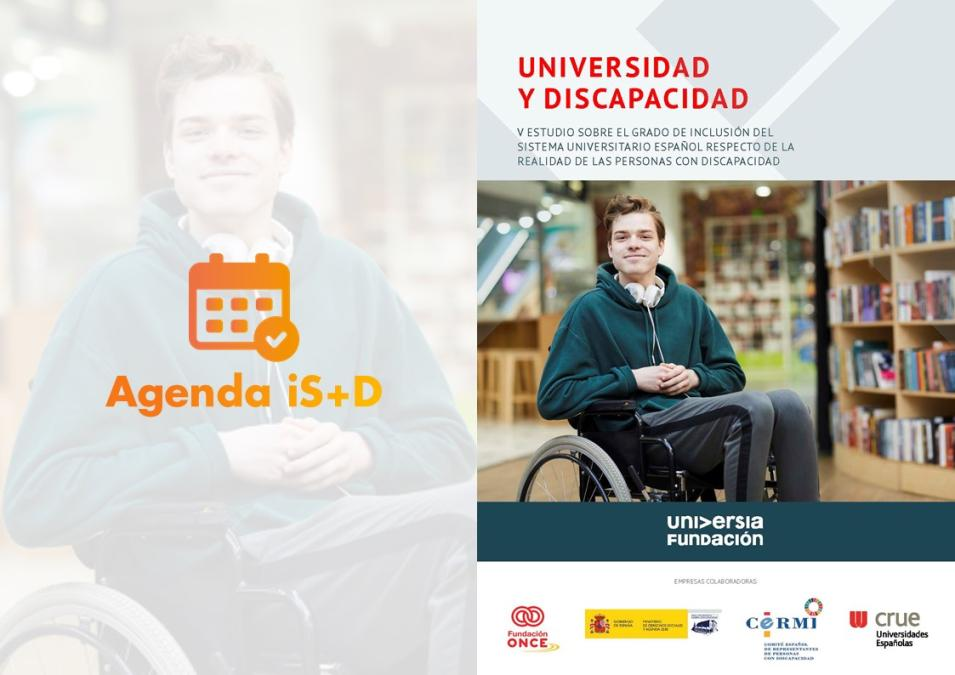 Agenda iS+D
UNIVERSIDAD
Y DISCAPACIDAD
V ESTUDIO SOBRE EL GRADO DE INCLUSIÓN DEL
SISTEMA UNIVERSITARIO ESPAÑOL RESPECTO DE LA
REALIDAD DE LAS PERSONAS CON DISCAPACIDAD
UNI>ERSIA
FUNDACIÓN
EMPRESAS COLABORADORAS:
Fundación
ONCE
GOBIERNO
DE ESPAÑA
MINISTERIO
DE DERECHOS SOCIALES
Y AGENDA 2030
CERMI
COMITÉ ESPAÑOL
DE REPRESENTANTES
DE PERSONAS
CON DISCAPACIDAD
crue
Universidades
Españolas